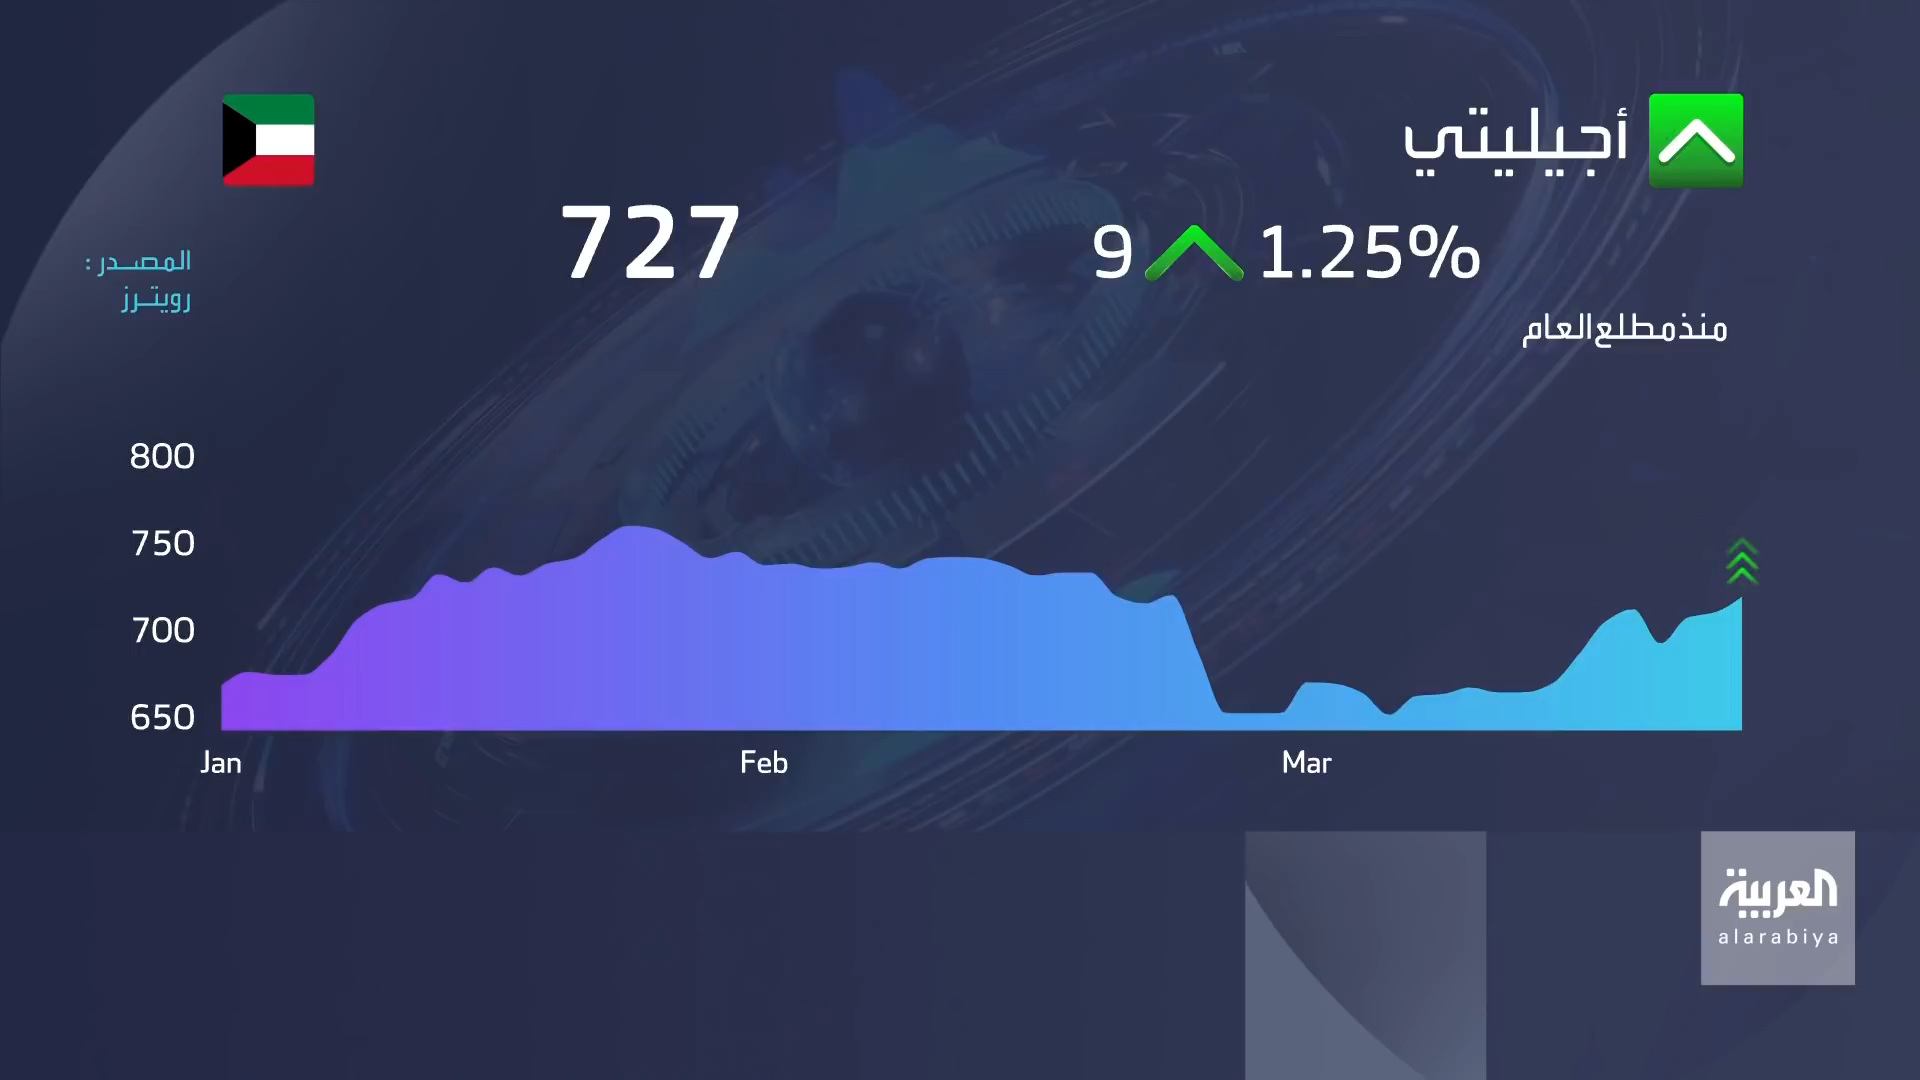 أجيليتي
727
9 1.25%
المصدر :
رويترز
منذ مطلع العام
800
750
700
650
Jan Feb Mar
العربية
alarabiya